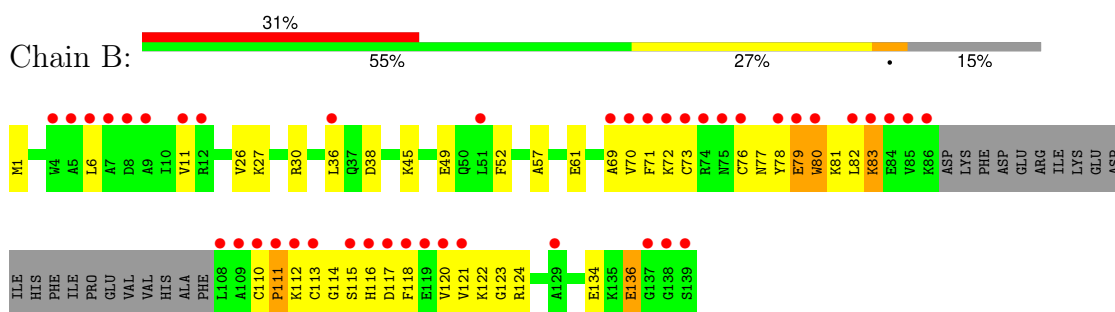 31%
Chain B:
55% 27% • 15%
M1 W4 A5 L6 A7 D8 A9 I10 V11 R12 V26 K27 R30 L36 Q37 D38 K45 E49 Q50 L51 F52 A57 E61 A69 V70 F71 K72 C73 R74 N75 C76 N77 Y78 E79 W80 K81 L82 K83 E84 V85 K86 ASP LYS PHE ASP GLU ARG ILE LYS GLU ASP
ILE HIS PHE ILE PRO GLU VAL VAL HIS ALA PHE L108 A109 C110 P111 K112 C113 G114 S115 H116 D117 F118 E119 V120 V121 K122 G123 R124 A129 E134 K135 E136 G137 G138 S139